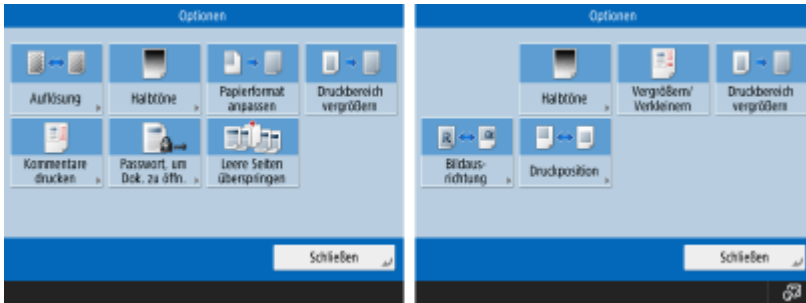 Optionen
Auflösung
Halbtöne
Papierformat
anpassen
Druckbereich
vergrößern
Kommentare
drucken
Passwort, um
Dok. zu öffn.
Leere Seiten
überspringen
Schließen
Optionen
Halbtöne
Vergrößern/
Verkleinern
Druckbereich
vergrößern
Bildaus-
richtung
Druckposition
Schließen